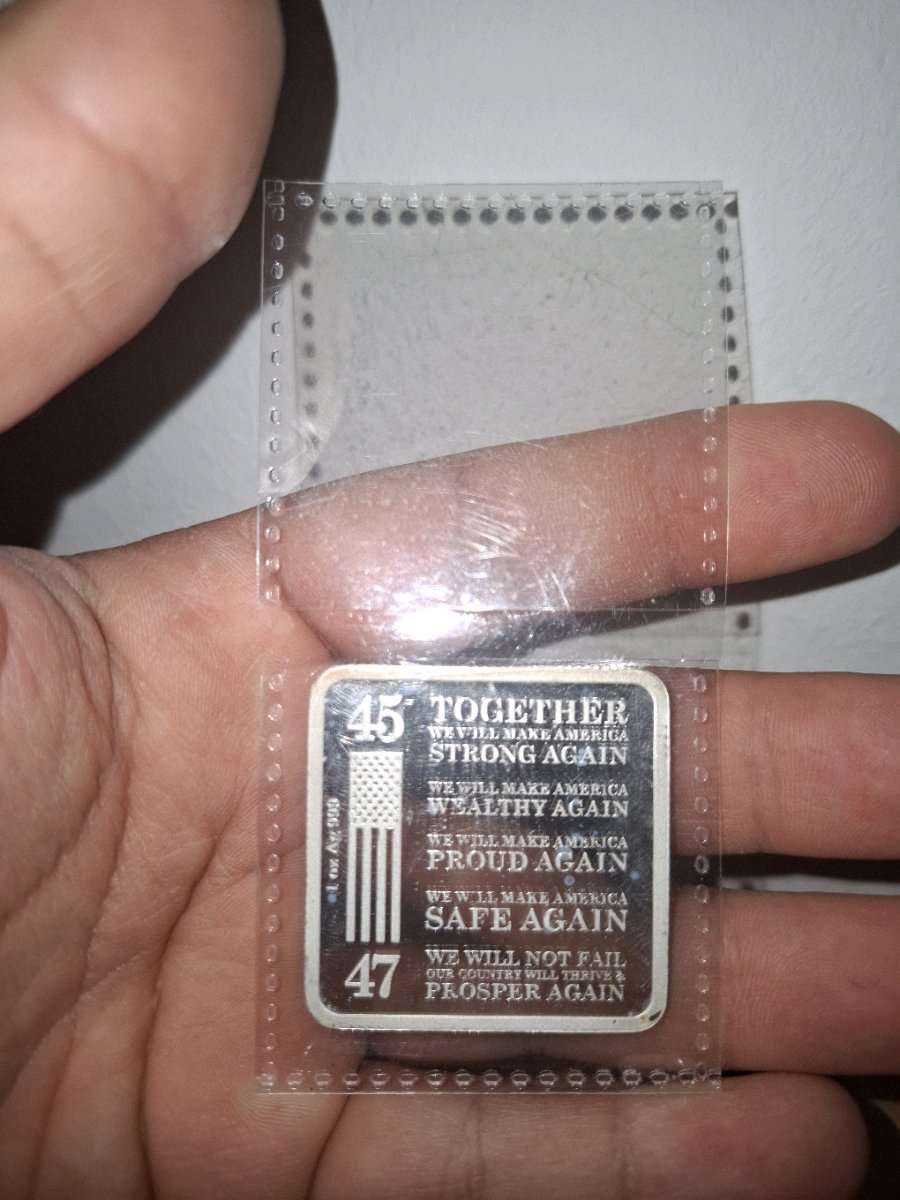 45
TOGETHER
WE WILL MAKE AMERICA
STRONG AGAIN
WE WILL MAKE AMERICA
WEALTHY AGAIN
WE WILL MAKE AMERICA
PROUD AGAIN
WE WILL MAKE AMERICA
SAFE AGAIN
WE WILL NOT FAIL
OUR COUNTRY WILL THRIVE &
PROSPER AGAIN
47
1 oz Ag 999